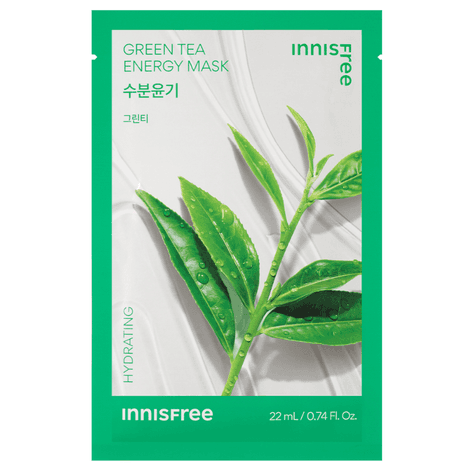 GREEN TEA
ENERGY MASK
수분윤기
그린티
INNISFree
HYDRATING
INNISFree
22 mL / 0.74 Fl. Oz.